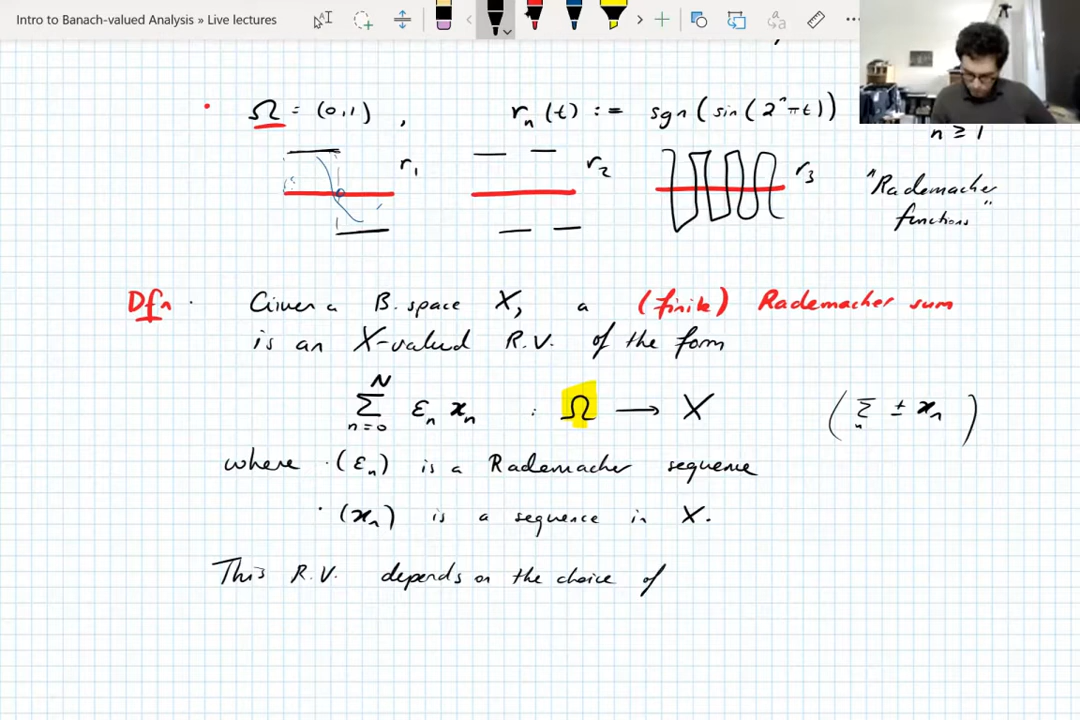 Intro to Banach-valued Analysis » Live lectures
Ω = (0,1) , rₙ(t) := sgn(sin(2ⁿπt))
n ≥ 1
r₁ r₂ r₃
"Rademacher
functions"
Dfn. Given a B. space X, a (finite) Rademacher sum
is an X-valued R.V. of the form
N
Σ εₙ xₙ : Ω → X (Σ ± xₙ)
n=0 n
where · (εₙ) is a Rademacher sequence
· (xₙ) is a sequence in X.
This R.V. depends on the choice of